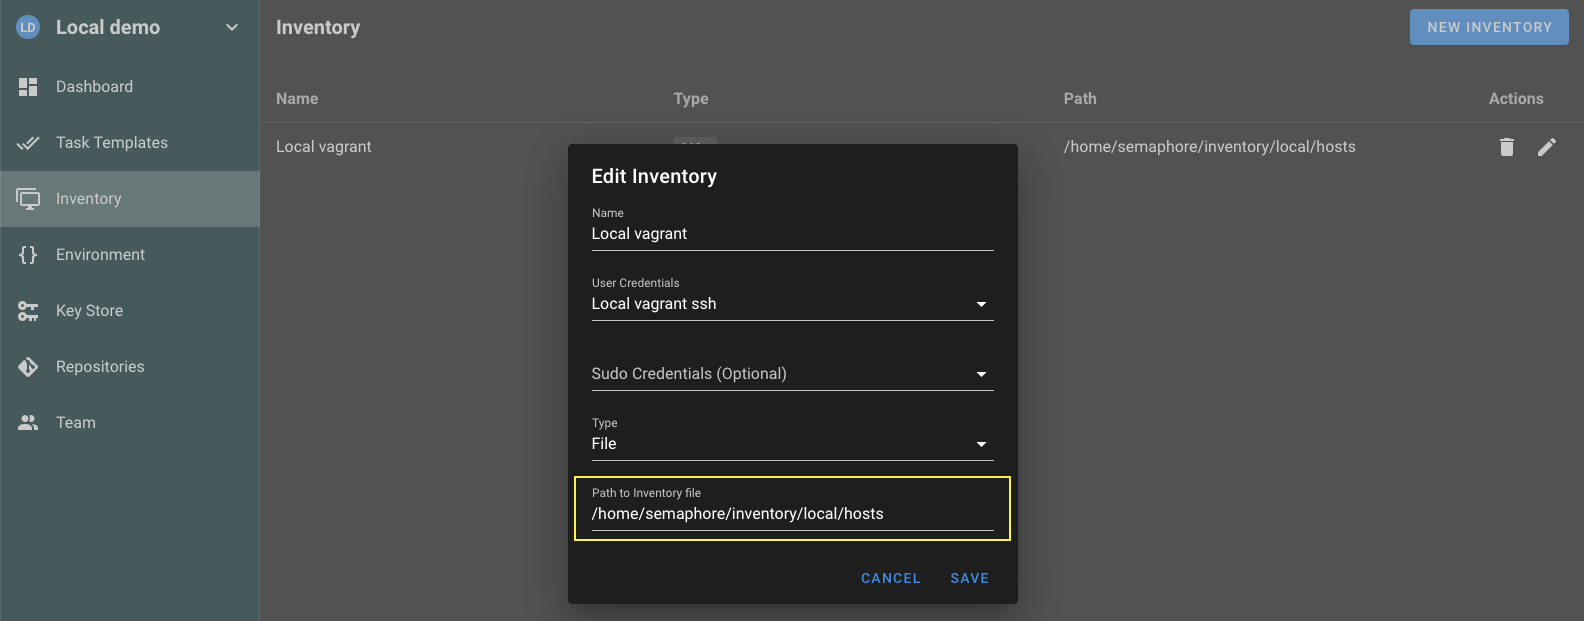 LD Local demo
Dashboard
Task Templates
Inventory
Environment
Key Store
Repositories
Team
Inventory
NEW INVENTORY
Name Type Path Actions
Local vagrant /home/semaphore/inventory/local/hosts
Edit Inventory
Name
Local vagrant
User Credentials
Local vagrant ssh
Sudo Credentials (Optional)
Type
File
Path to Inventory file
/home/semaphore/inventory/local/hosts
CANCEL SAVE